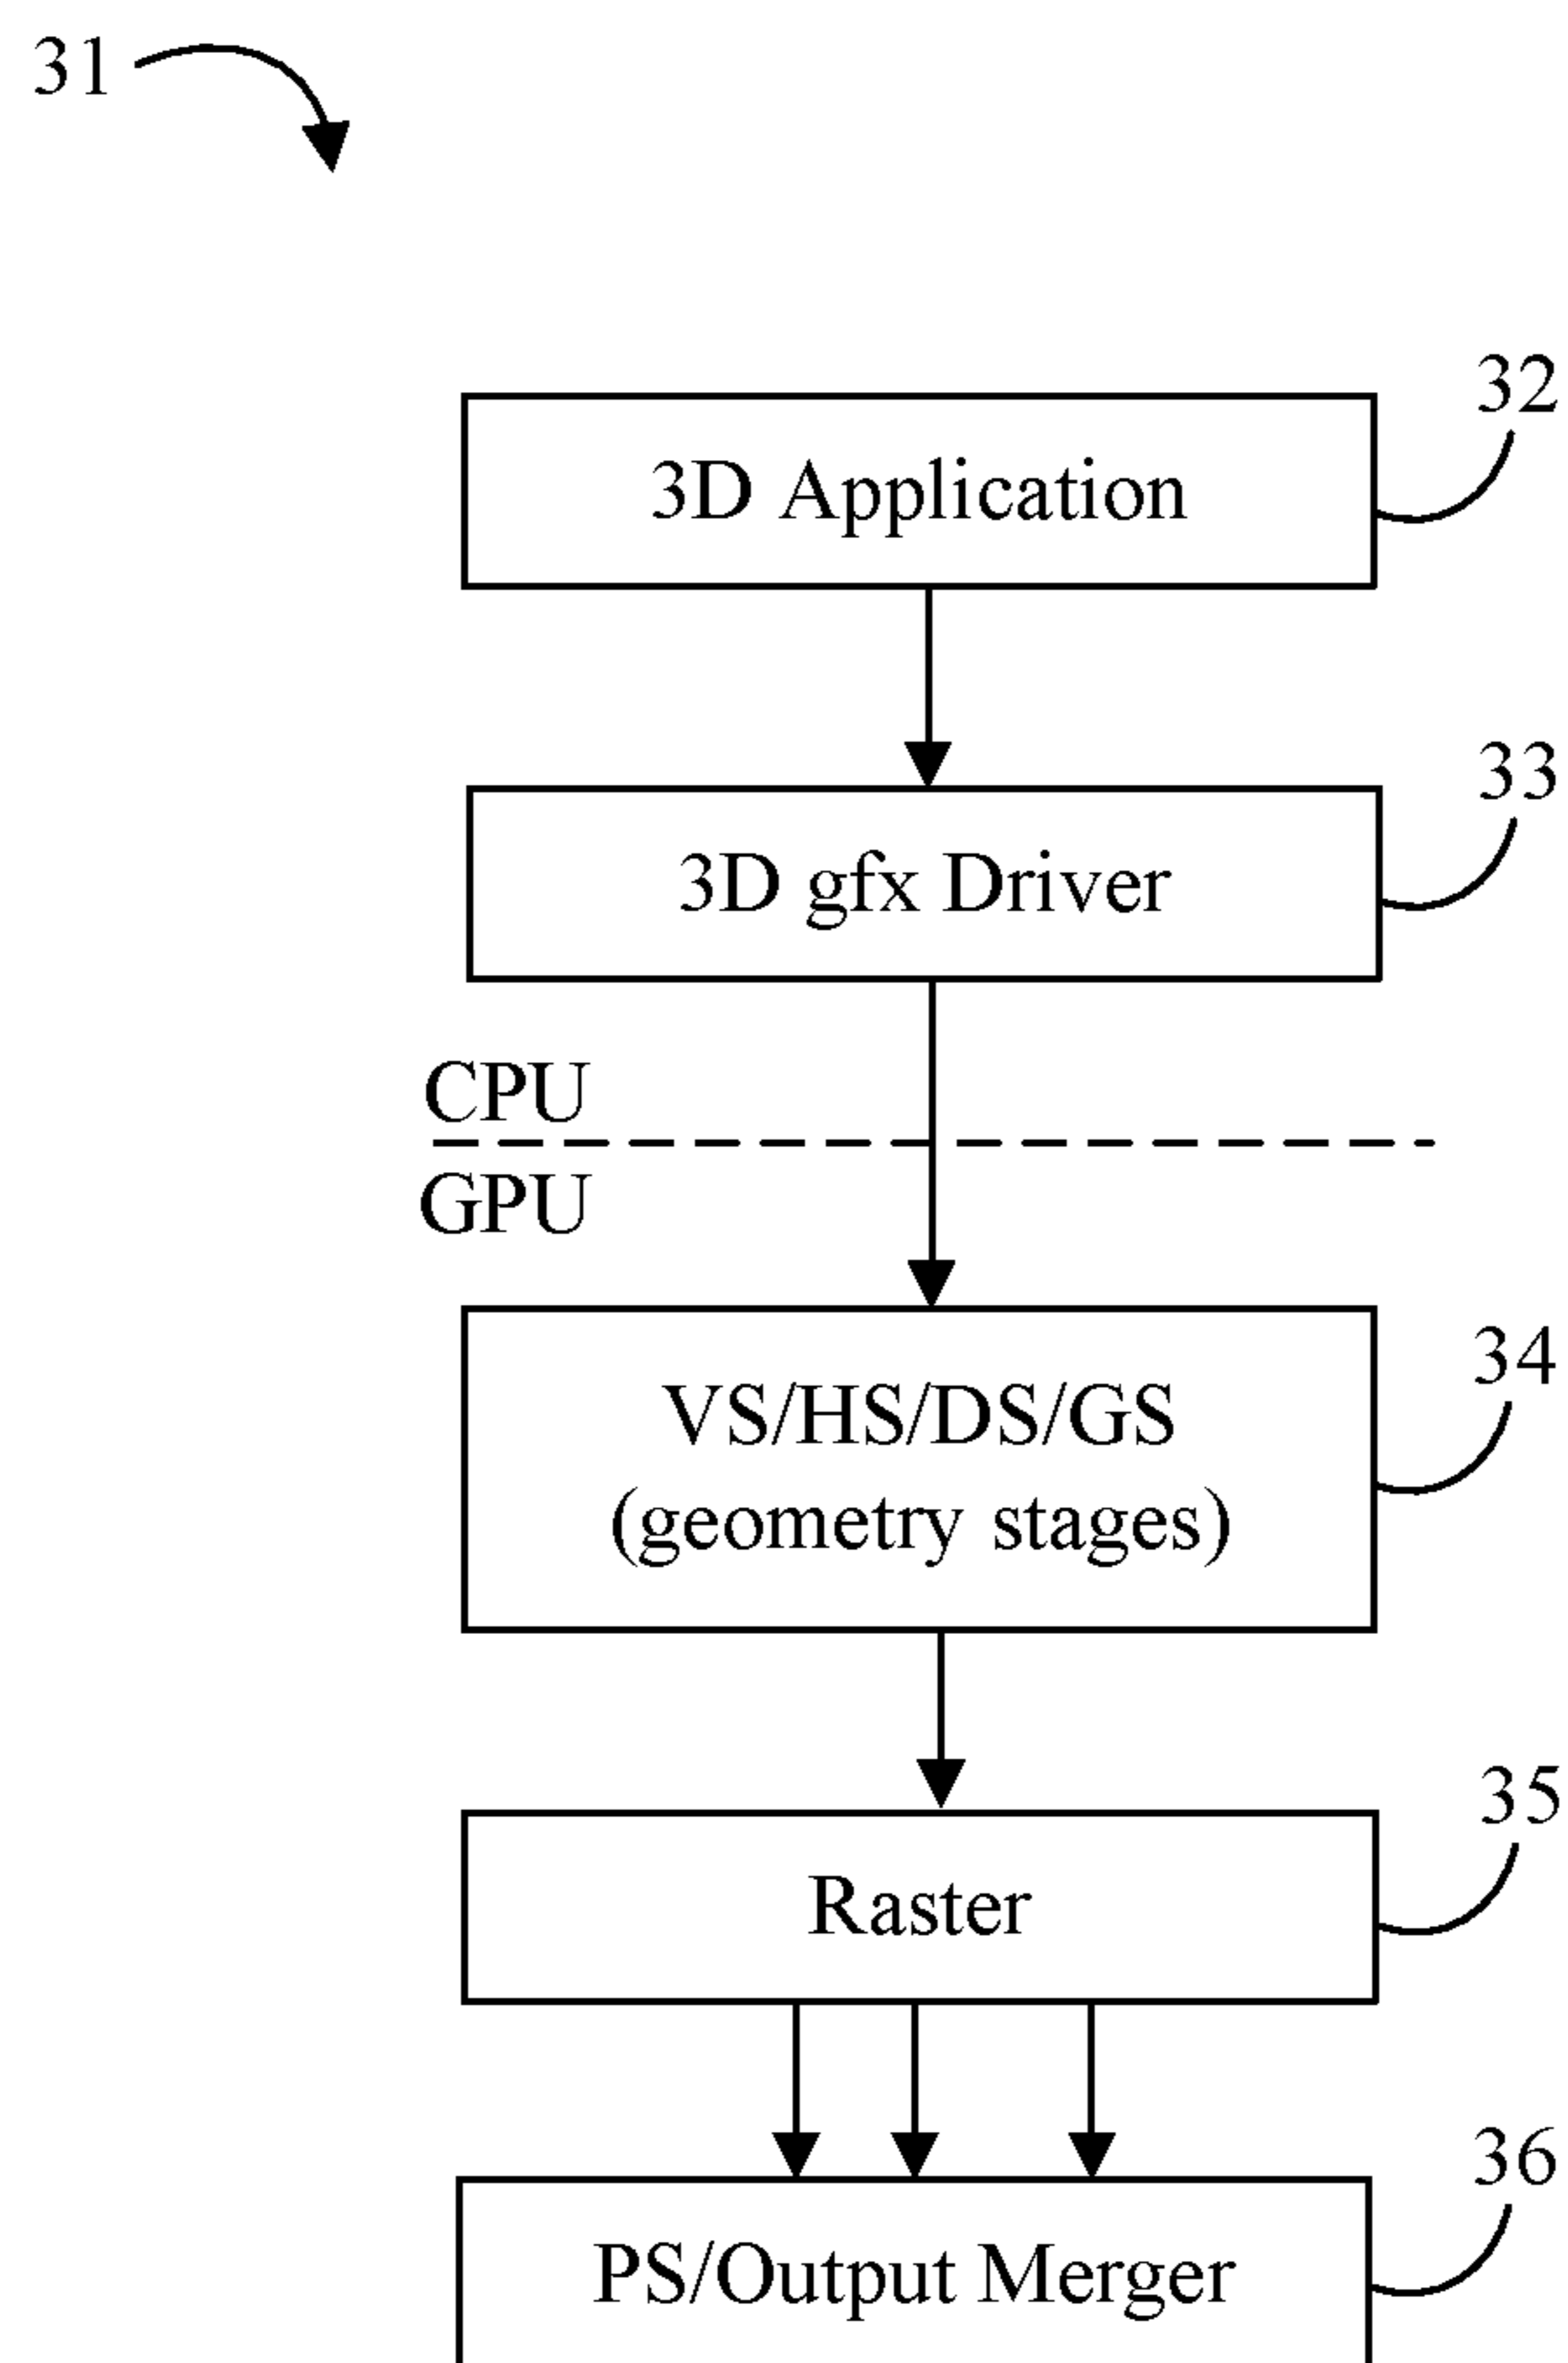 31
32
3D Application
33
3D gfx Driver
CPU
GPU
34
VS/HS/DS/GS
(geometry stages)
35
Raster
36
PS/Output Merger